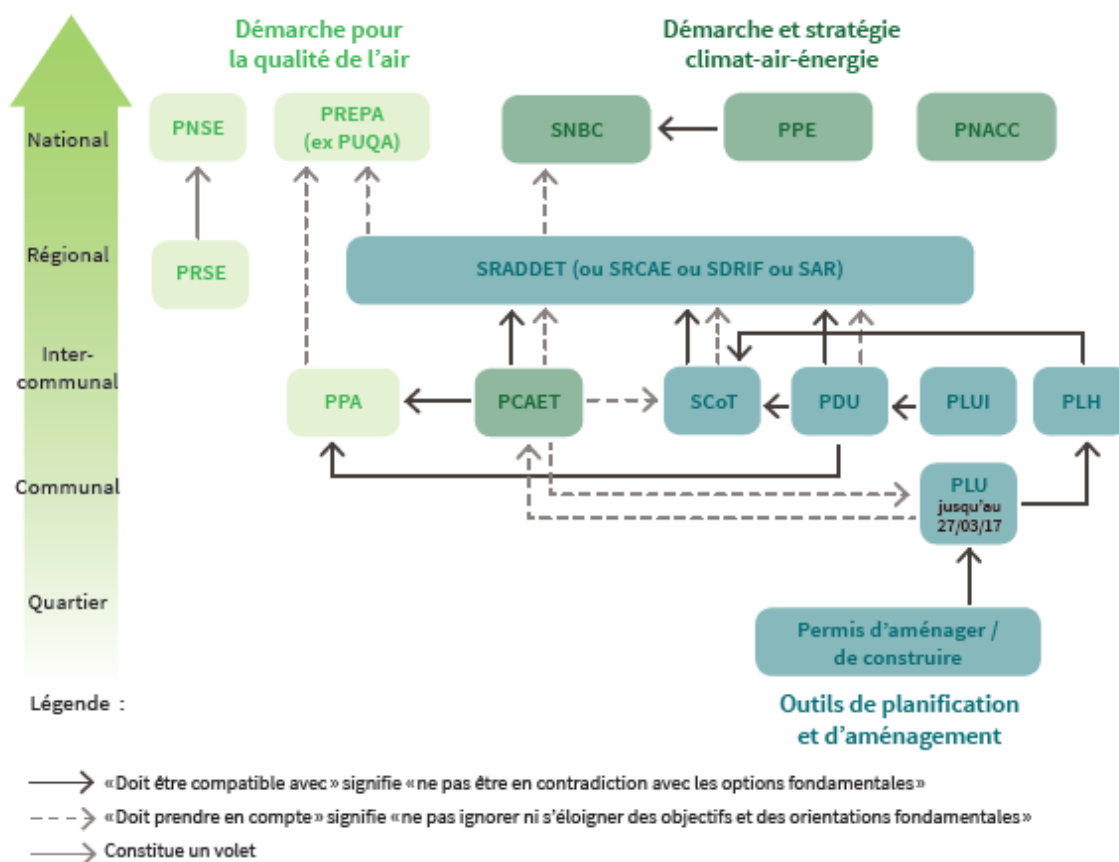 Démarche pour
la qualité de l'air
Démarche et stratégie
climat-air-énergie
National
PNSE
PREPA
(ex PUQA)
SNBC
PPE
PNACC
Régional
PRSE
SRADDET (ou SRCAE ou SDRIF ou SAR)
Inter-
communal
PPA
PCAET
SCoT
PDU
PLUI
PLH
Communal
PLU
jusqu'au
27/03/17
Quartier
Permis d'aménager /
de construire
Légende :
Outils de planification
et d'aménagement
«Doit être compatible avec» signifie «ne pas être en contradiction avec les options fondamentales»
«Doit prendre en compte» signifie «ne pas ignorer ni s'éloigner des objectifs et des orientations fondamentales»
Constitue un volet